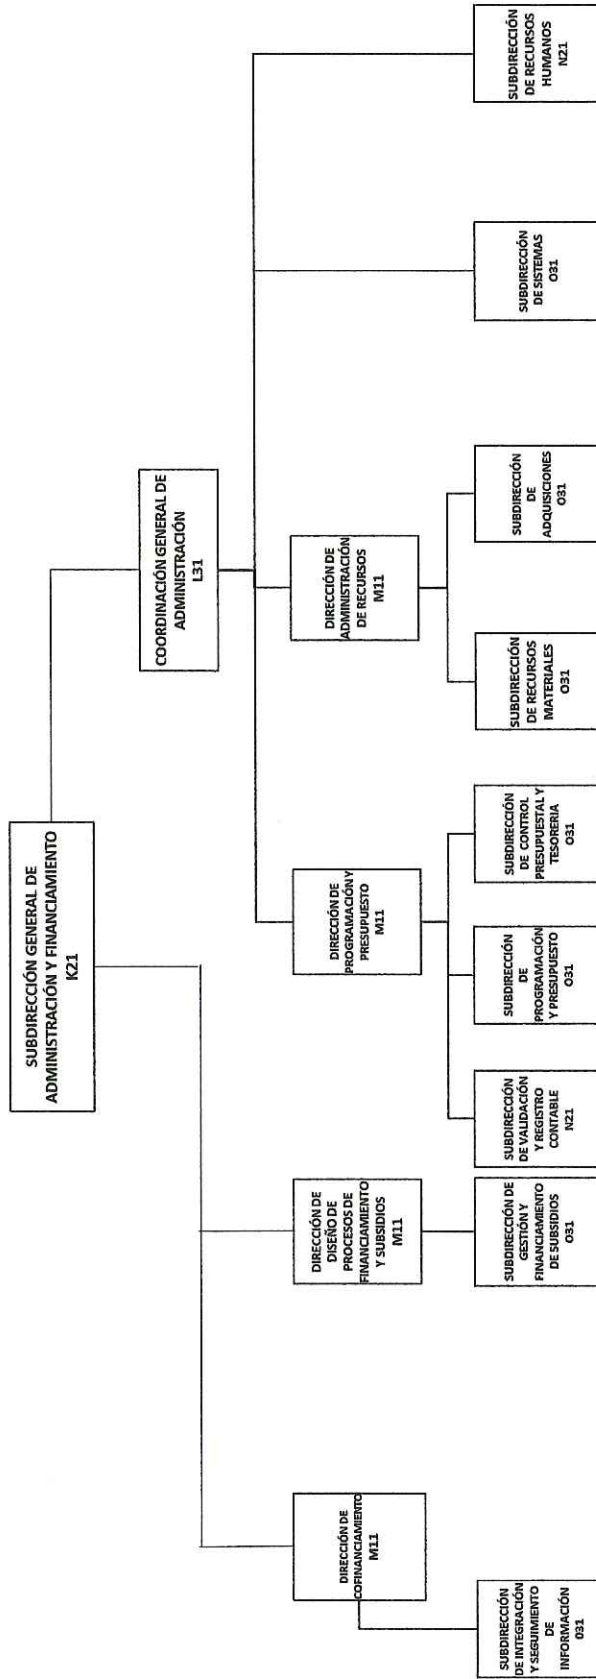 SUBDIRECCIÓN GENERAL DE
ADMINISTRACIÓN Y FINANCIAMIENTO
K21
COORDINACIÓN GENERAL DE
ADMINISTRACIÓN
L31
DIRECCIÓN DE
COFINANCIAMIENTO
M11
DIRECCIÓN DE
DISEÑO DE
PROCESOS DE
FINANCIAMIENTO
Y SUBSIDIOS
M11
DIRECCIÓN DE
PROGRAMACIÓN Y
PRESUPUESTO
M11
DIRECCIÓN DE
ADMINISTRACIÓN
DE RECURSOS
M11
SUBDIRECCIÓN
DE INTEGRACIÓN
Y SEGUIMIENTO
DE
INFORMACIÓN
031
SUBDIRECCIÓN DE
GESTIÓN Y
FINANCIAMIENTO
DE SUBSIDIOS
O31
SUBDIRECCIÓN
DE VALIDACIÓN
Y REGISTRO
CONTABLE
N21
SUBDIRECCIÓN
DE
PROGRAMACIÓN
Y PRESUPUESTO
O31
SUBDIRECCIÓN
DE CONTROL
PRESUPUESTAL Y
TESORERIA
O31
SUBDIRECCIÓN
DE RECURSOS
MATERIALES
O31
SUBDIRECCIÓN
DE
ADQUISICIONES
O31
SUBDIRECCIÓN
DE SISTEMAS
O31
SUBDIRECCIÓN
DE RECURSOS
HUMANOS
N21